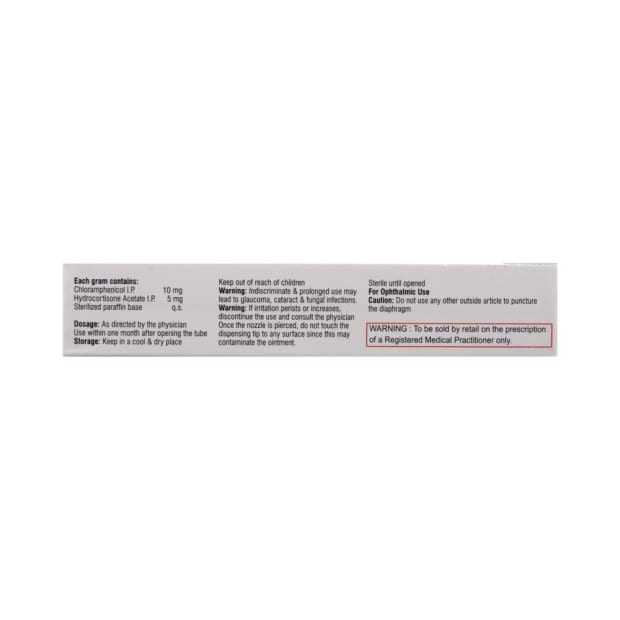 Each gram contains:
Chloramphenicol I.P. 10 mg
Hydrocortisone Acetate I.P. 5 mg
Sterilized paraffin base q.s.
Dosage: As directed by the physician
Use within one month after opening the tube
Storage: Keep in a cool & dry place
Keep out of reach of children
Warning: Indiscriminate & prolonged use may
lead to glaucoma, cataract & fungal infections.
Warning: If irritation perists or increases,
discontinue the use and consult the physician
Once the nozzle is pierced, do not touch the
dispensing tip to any surface since this may
contaminate the ointment.
Sterile until opened
For Ophthalmic Use
Caution: Do not use any other outside article to puncture
the diaphragm
WARNING : To be sold by retail on the prescription
of a Registered Medical Practitioner only.